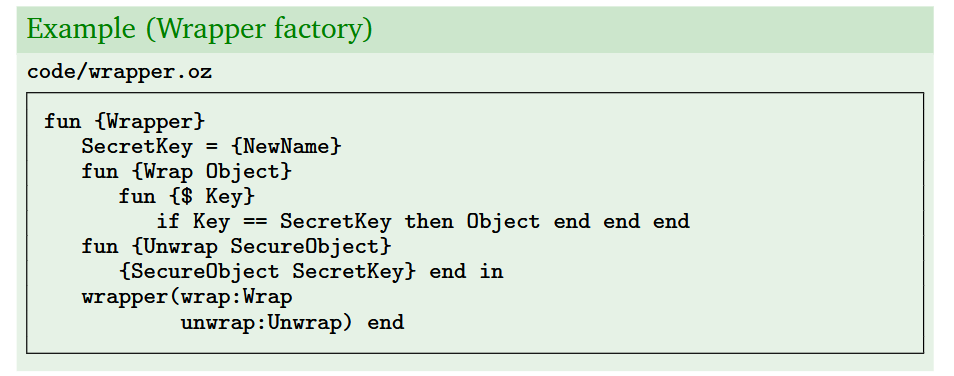 Example (Wrapper factory)
code/wrapper.oz
fun {Wrapper}
   SecretKey = {NewName}
   fun {Wrap Object}
      fun {$ Key}
         if Key == SecretKey then Object end end end
   fun {Unwrap SecureObject}
      {SecureObject SecretKey} end in
   wrapper(wrap:Wrap
           unwrap:Unwrap) end